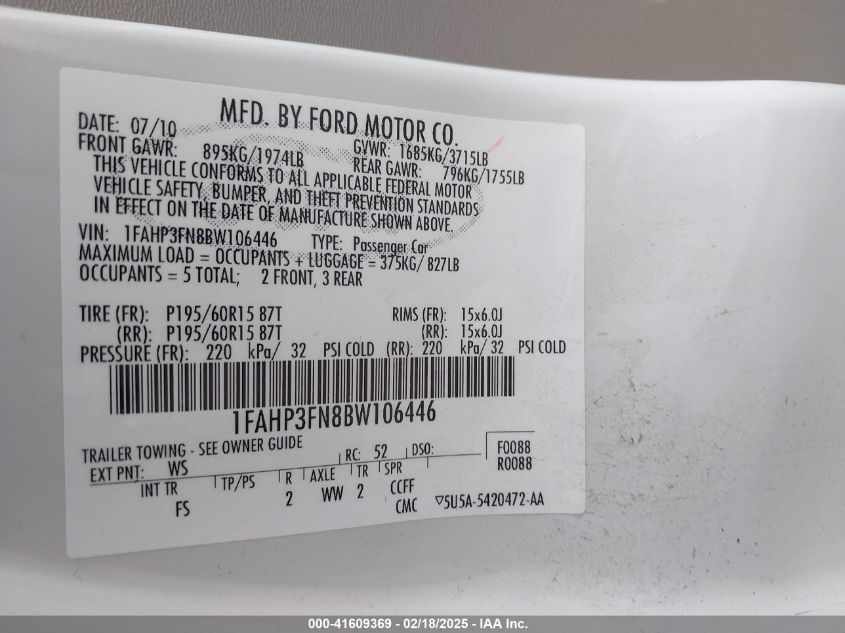 MFD. BY FORD MOTOR CO.
DATE: 07/10 GVWR: 1685KG/3715LB
FRONT GAWR: 895KG/1974LB REAR GAWR: 796KG/1755LB
THIS VEHICLE CONFORMS TO ALL APPLICABLE FEDERAL MOTOR
VEHICLE SAFETY, BUMPER, AND THEFT PREVENTION STANDARDS
IN EFFECT ON THE DATE OF MANUFACTURE SHOWN ABOVE.
VIN: 1FAHP3FN8BW106446 TYPE: Passenger Car
MAXIMUM LOAD = OCCUPANTS + LUGGAGE = 375KG/ 827LB
OCCUPANTS = 5 TOTAL; 2 FRONT, 3 REAR
TIRE (FR): P195/60R15 87T RIMS (FR): 15x6.0J
(RR): P195/60R15 87T (RR): 15x6.0J
PRESSURE (FR): 220 kPa/ 32 PSI COLD (RR): 220 kPa/ 32 PSI COLD
1FAHP3FN8BW106446
TRAILER TOWING - SEE OWNER GUIDE
EXT PNT: WS RC: 52 DSO: F0088
R0088
INT TR TP/PS R AXLE TR SPR
FS 2 WW 2 CCFF
CMC ▽5U5A-5420472-AA
000-41609369 — 02/18/2025 — IAAI Inc.